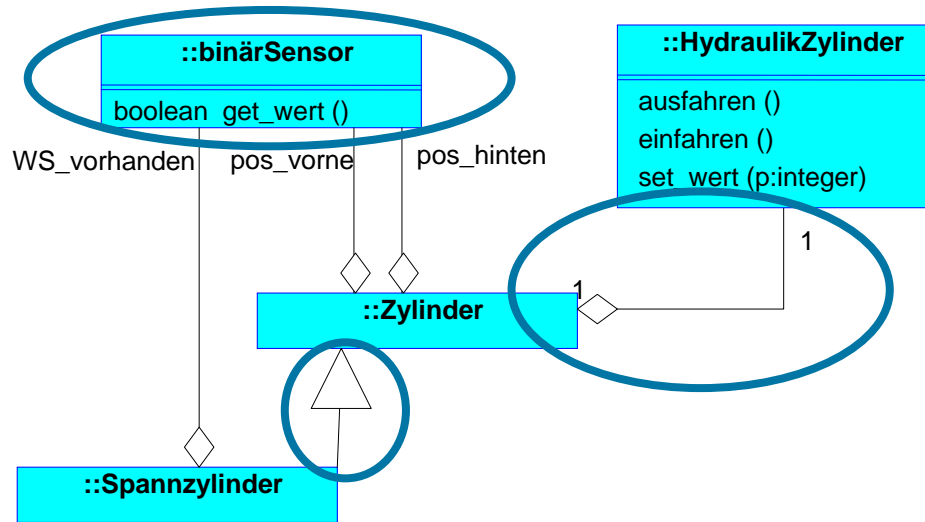 ::binärSensor
boolean get_wert ()
::HydraulikZylinder
ausfahren ()
einfahren ()
set_wert (p:integer)
WS_vorhanden
pos_vorne
pos_hinten
1
1
::Zylinder
::Spannzylinder